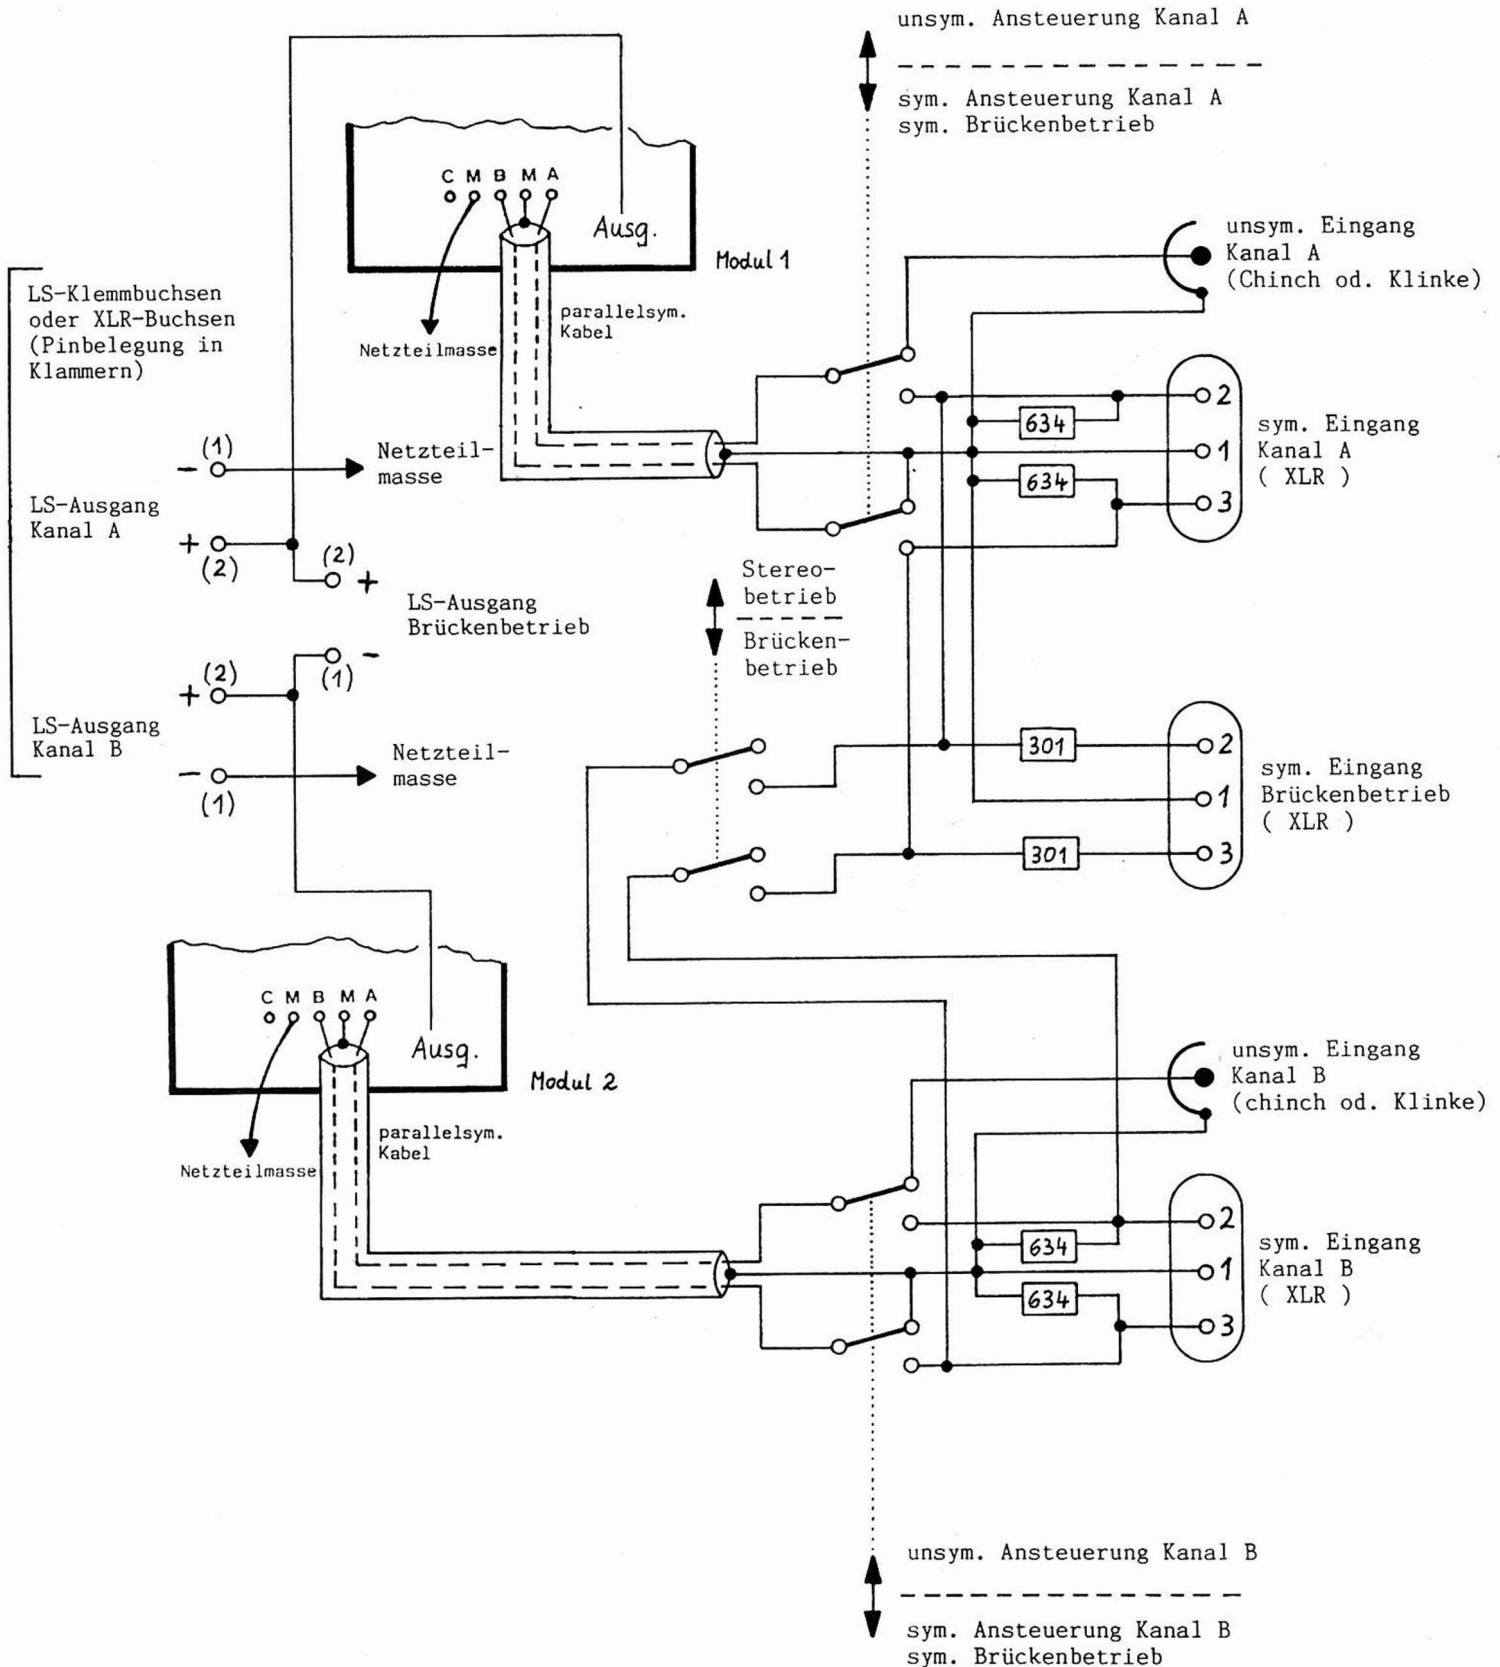 unsym. Ansteuerung Kanal A
sym. Ansteuerung Kanal A
sym. Brückenbetrieb
C M B M A
Ausg.
Modul 1
parallelsym.
Kabel
Netzteilmasse
unsym. Eingang
Kanal A
(Chinch od. Klinke)
LS-Klemmbuchsen
oder XLR-Buchsen
(Pinbelegung in
Klammern)
2
634
1
634
3
sym. Eingang
Kanal A
( XLR )
- (1)
Netzteil-
masse
LS-Ausgang
Kanal A
+ (2)
(2) +
LS-Ausgang
Brückenbetrieb
- (1)
+ (2)
LS-Ausgang
Kanal B
- (1)
Netzteil-
masse
Stereo-
betrieb
Brücken-
betrieb
301
2
1
301
3
sym. Eingang
Brückenbetrieb
( XLR )
C M B M A
Ausg.
Modul 2
parallelsym.
Kabel
Netzteilmasse
unsym. Eingang
Kanal B
(chinch od. Klinke)
2
634
1
634
3
sym. Eingang
Kanal B
( XLR )
unsym. Ansteuerung Kanal B
sym. Ansteuerung Kanal B
sym. Brückenbetrieb